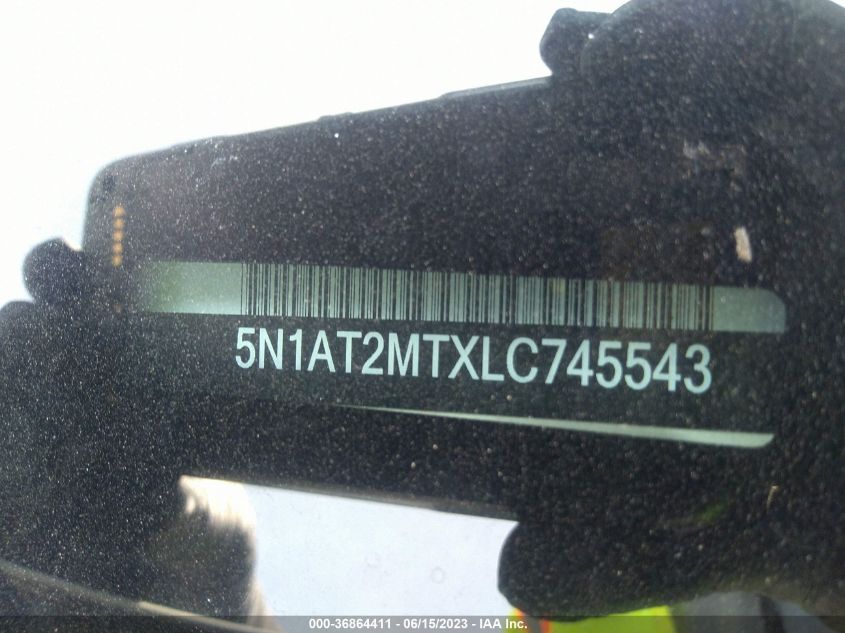 5N1AT2MTXLC745543
000-36864411 - 06/15/2023 - IAA Inc.